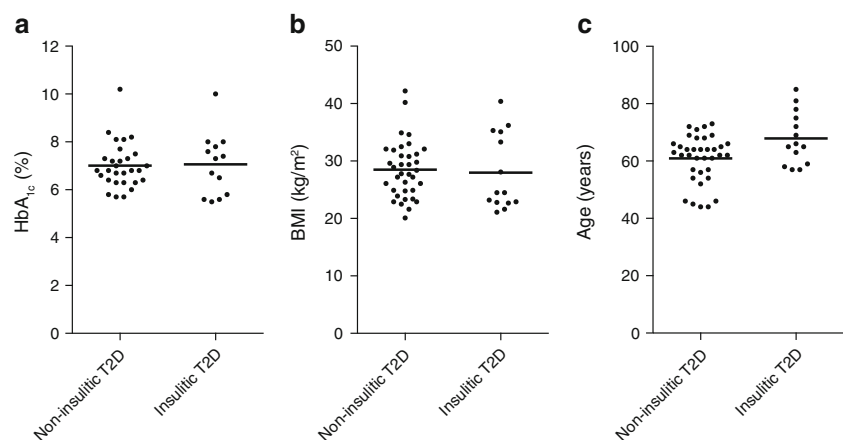 a
HbA1c (%)
12
10
8
6
4
2
0
Non-insulitic T2D
Insulitic T2D
b
BMI (kg/m²)
50
40
30
20
10
0
Non-insulitic T2D
Insulitic T2D
c
Age (years)
100
80
60
40
20
0
Non-insulitic T2D
Insulitic T2D